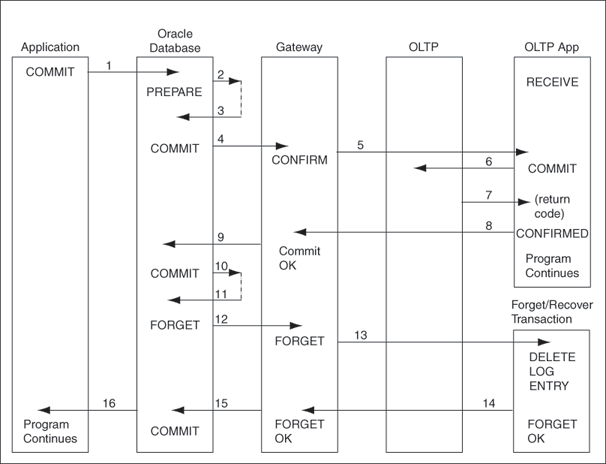 Application
Oracle
Database
Gateway
OLTP
OLTP App
COMMIT
1
2
RECEIVE
PREPARE
3
4
COMMIT
CONFIRM
5
6
COMMIT
7
(return
code)
8
CONFIRMED
9
Commit
OK
10
COMMIT
Program
Continues
11
Forget/Recover
Transaction
FORGET
12
FORGET
13
DELETE
LOG
ENTRY
16
15
14
Program
Continues
COMMIT
FORGET
OK
FORGET
OK